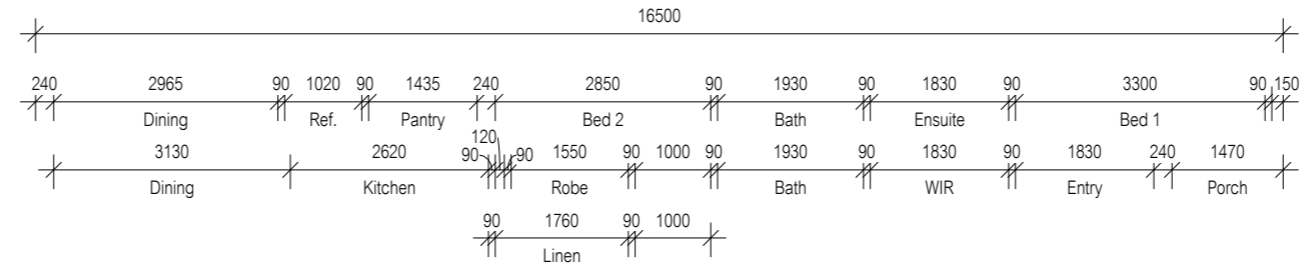 16500
240 2965 90 1020 90 1435 240 2850 90 1930 90 1830 90 3300 90 150
Dining Ref. Pantry Bed 2 Bath Ensuite Bed 1
120
3130 2620 90 90 1550 90 1000 90 1930 90 1830 90 1830 240 1470
Dining Kitchen Robe Bath WIR Entry Porch
90 1760 90 1000
Linen